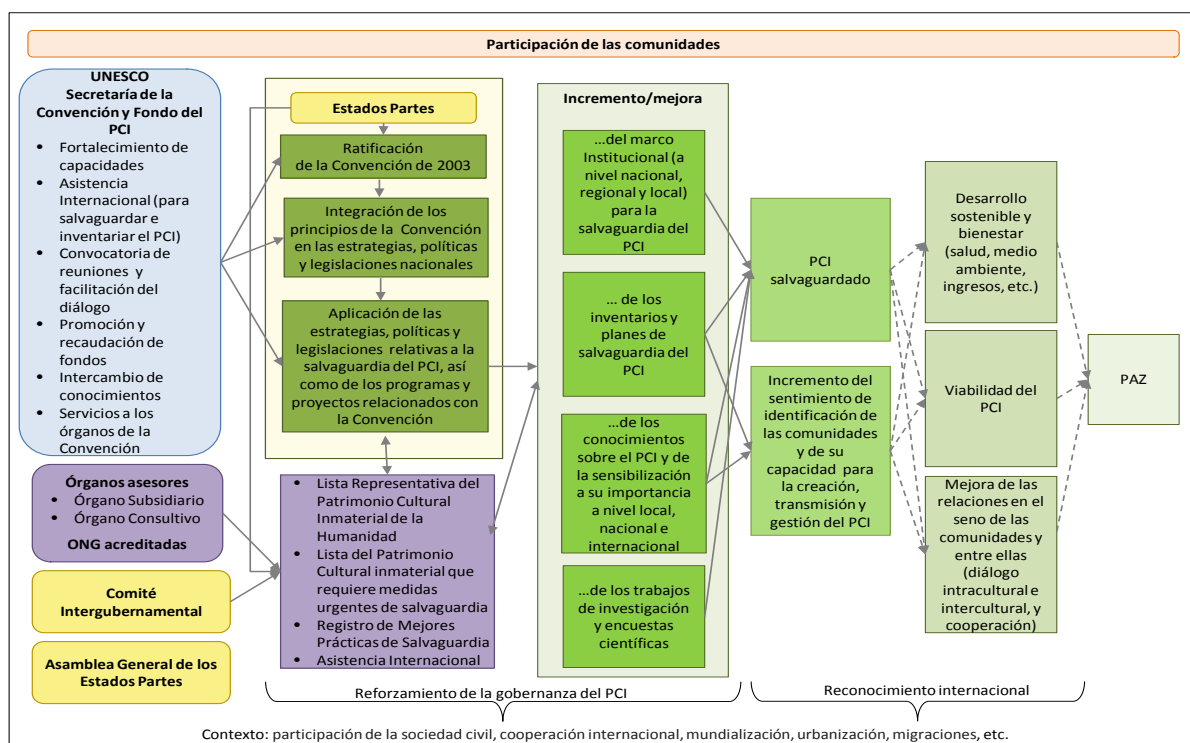 Participación de las comunidades
UNESCO
Secretaría de la
Convención y Fondo del
PCI
• Fortalecimiento de
capacidades
• Asistencia
Internacional (para
salvaguardar e
inventariar el PCI)
• Convocatoria de
reuniones y
facilitación del
diálogo
• Promoción y
recaudación de
fondos
• Intercambio de
conocimientos
• Servicios a los
órganos de la
Convención
Órganos asesores
• Órgano Subsidiario
• Órgano Consultivo
ONG acreditadas
Comité
Intergubernamental
Asamblea General de los
Estados Partes
Estados Partes
Ratificación
de la Convención de 2003
Integración de los
principios de la Convención
en las estrategias, políticas
y legislaciones nacionales
Aplicación de las
estrategias, políticas y
legislaciones relativas a la
salvaguardia del PCI, así
como de los programas y
proyectos relacionados con
la Convención
• Lista Representativa del
Patrimonio Cultural
Inmaterial de la
Humanidad
• Lista del Patrimonio
Cultural inmaterial que
requiere medidas
urgentes de salvaguardia
• Registro de Mejores
Prácticas de Salvaguardia
• Asistencia Internacional
Incremento/mejora
...del marco
Institucional (a
nivel nacional,
regional y local)
para la
salvaguardia del
PCI
... de los
inventarios y
planes de
salvaguardia del
PCI
...de los
conocimientos
sobre el PCI y de
la sensibilización
a su importancia
a nivel local,
nacional e
internacional
...de los trabajos
de investigación
y encuestas
científicas
PCI
salvaguardado
Incremento del
sentimiento de
identificación de
las comunidades
y de su
capacidad para
la creación,
transmisión y
gestión del PCI
Desarrollo
sostenible y
bienestar
(salud, medio
ambiente,
ingresos, etc.)
Viabilidad del
PCI
Mejora de las
relaciones en el
seno de las
comunidades y
entre ellas
(diálogo
intracultural e
intercultural, y
cooperación)
PAZ
Reforzamiento de la gobernanza del PCI
Reconocimiento internacional
Contexto: participación de la sociedad civil, cooperación internacional, mundialización, urbanización, migraciones, etc.